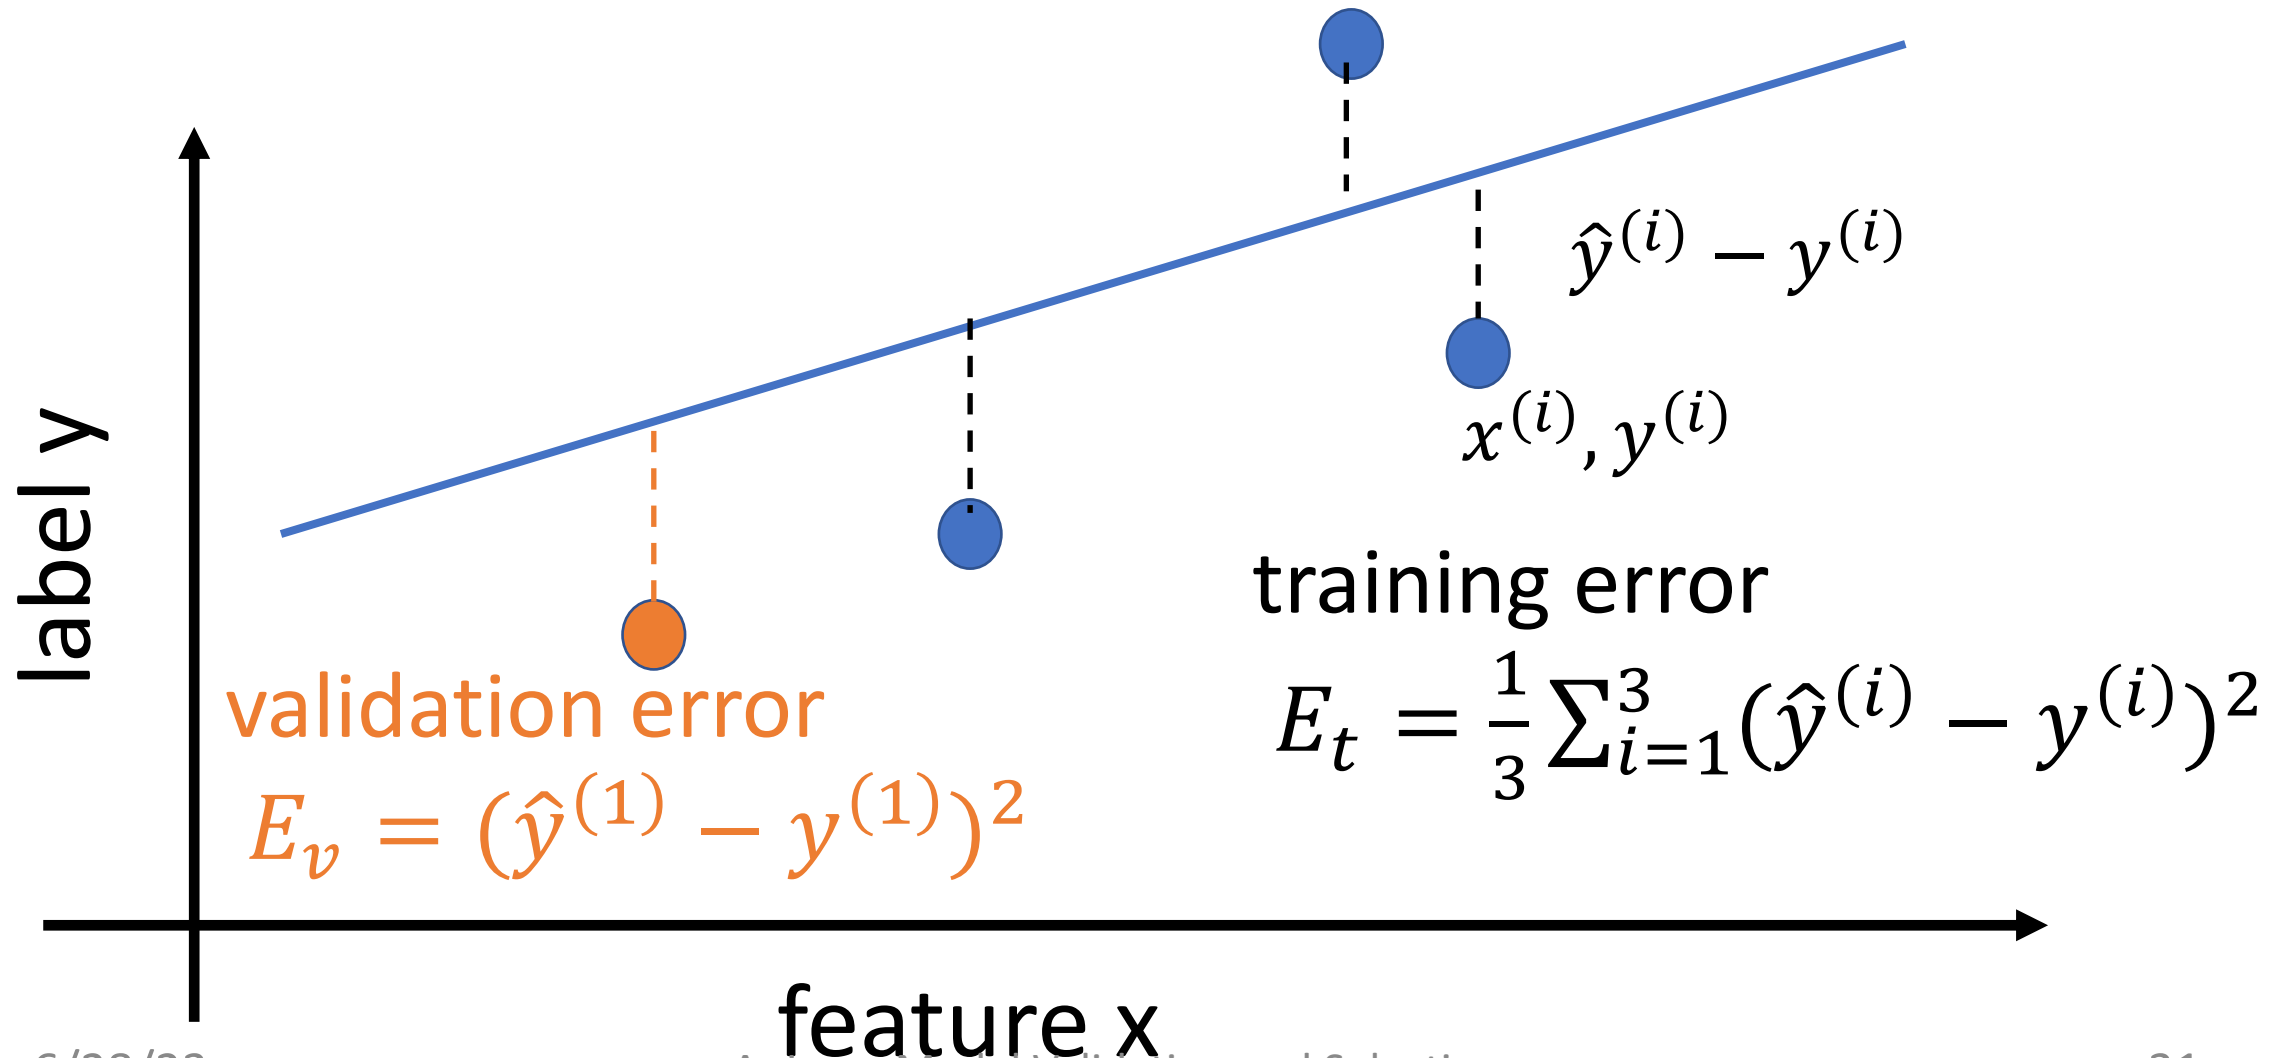 ŷ⁽ⁱ⁾ − y⁽ⁱ⁾
x⁽ⁱ⁾, y⁽ⁱ⁾
label y
training error
E_t = 1/3 ∑_{i=1}^{3} (ŷ⁽ⁱ⁾ − y⁽ⁱ⁾)²
validation error
E_v = (ŷ⁽¹⁾ − y⁽¹⁾)²
feature x